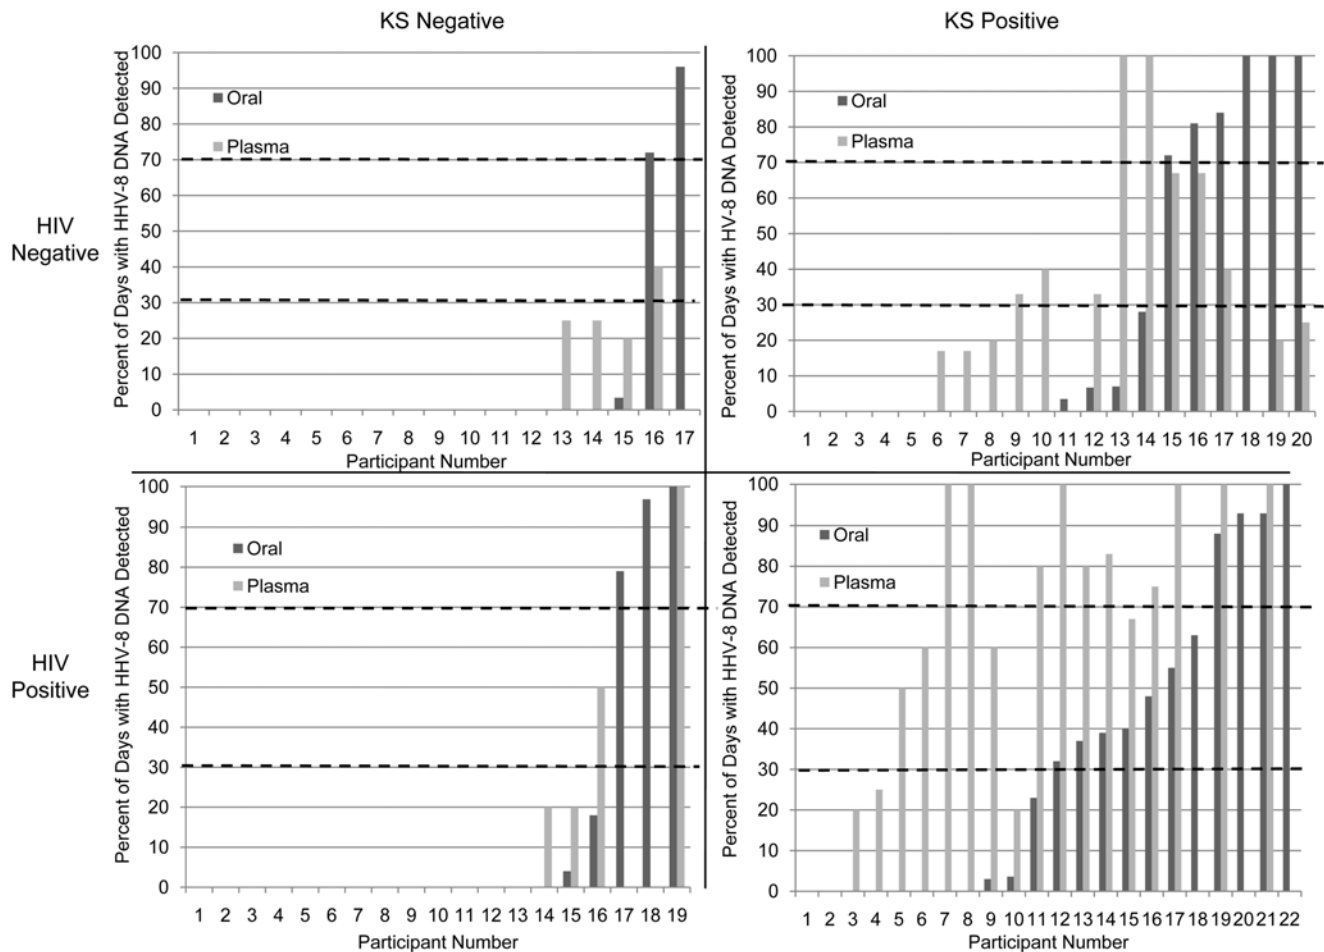 KS Negative
KS Positive
HIV
Negative
Percent of Days with HHV-8 DNA Detected
100
90
80
70
60
50
40
30
20
10
0
Oral
Plasma
1 2 3 4 5 6 7 8 9 10 11 12 13 14 15 16 17
Participant Number
Percent of Days with HV-8 DNA Detected
100
90
80
70
60
50
40
30
20
10
0
Oral
Plasma
1 2 3 4 5 6 7 8 9 10 11 12 13 14 15 16 17 18 19 20
Participant Number
HIV
Positive
Percent of Days with HHV-8 DNA Detected
100
90
80
70
60
50
40
30
20
10
0
Oral
Plasma
1 2 3 4 5 6 7 8 9 10 11 12 13 14 15 16 17 18 19
Participant Number
Percent of Days with HHV-8 DNA Detected
100
90
80
70
60
50
40
30
20
10
0
Oral
Plasma
1 2 3 4 5 6 7 8 9 10 11 12 13 14 15 16 17 18 19 20 21 22
Participant Number